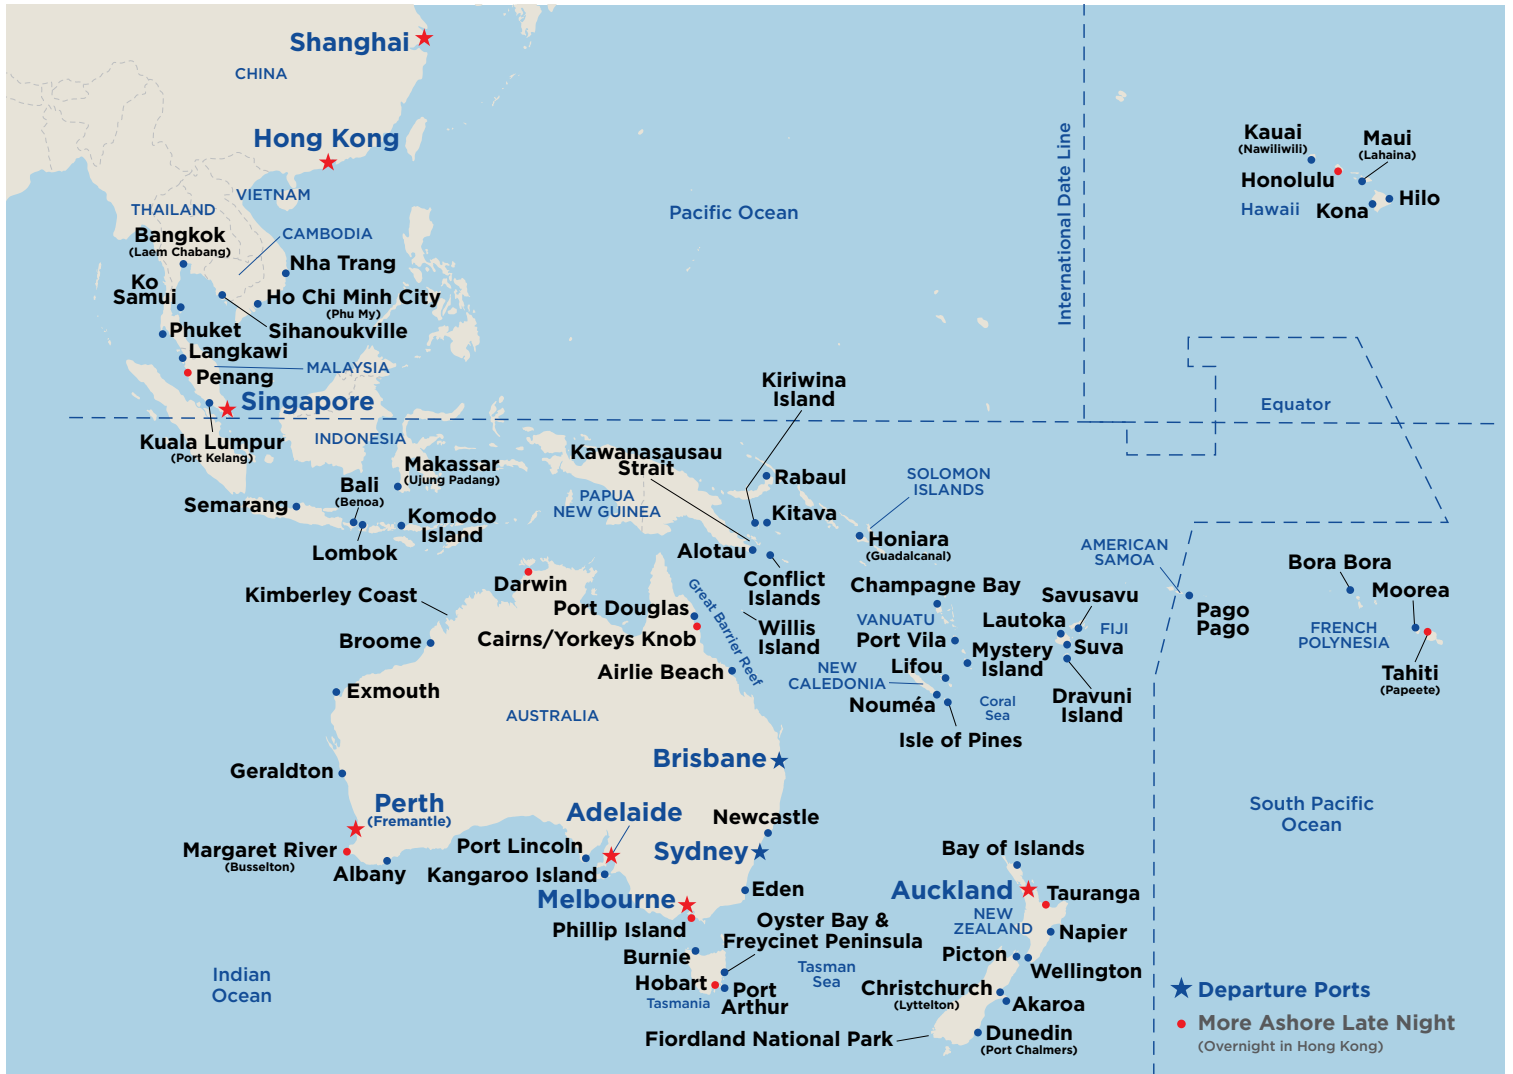 Shanghai
CHINA
Hong Kong
VIETNAM
THAILAND
Bangkok
(Laem Chabang)
CAMBODIA
Nha Trang
Ko
Samui
Ho Chi Minh City
(Phu My)
Sihanoukville
Phuket
Langkawi
MALAYSIA
Penang
Singapore
Kuala Lumpur
(Port Kelang)
INDONESIA
Makassar
(Ujung Padang)
Bali
(Benoa)
Semarang
Komodo
Island
Lombok
Pacific Ocean
International Date Line
Kauai
(Nawiliwili)
Maui
(Lahaina)
Honolulu
Hawaii
Kona
Hilo
Equator
Kiriwina
Island
Kawanasausau
Strait
Rabaul
PAPUA
NEW GUINEA
Kitava
SOLOMON
ISLANDS
Honiara
(Guadalcanal)
Alotau
Conflict
Islands
Willis
Island
Champagne Bay
VANUATU
Port Vila
Mystery
Island
Lifou
NEW
CALEDONIA
Nouméa
Isle of Pines
Coral
Sea
AMERICAN
SAMOA
Savusavu
Lautoka
FIJI
Suva
Dravuni
Island
Pago
Pago
Bora Bora
Moorea
FRENCH
POLYNESIA
Tahiti
(Papeete)
Darwin
Kimberley Coast
Broome
Port Douglas
Cairns/Yorkeys Knob
Great Barrier Reef
Airlie Beach
Exmouth
AUSTRALIA
Geraldton
Brisbane
Perth
(Fremantle)
Adelaide
Newcastle
Margaret River
(Busselton)
Albany
Port Lincoln
Kangaroo Island
Sydney
Melbourne
Eden
Phillip Island
Oyster Bay &
Freycinet Peninsula
Burnie
Hobart
Tasmania
Port
Arthur
Tasman
Sea
Indian
Ocean
South Pacific
Ocean
Bay of Islands
Auckland
Tauranga
NEW
ZEALAND
Napier
Picton
Wellington
Christchurch
(Lyttelton)
Akaroa
Fiordland National Park
Dunedin
(Port Chalmers)
Departure Ports
More Ashore Late Night
(Overnight in Hong Kong)